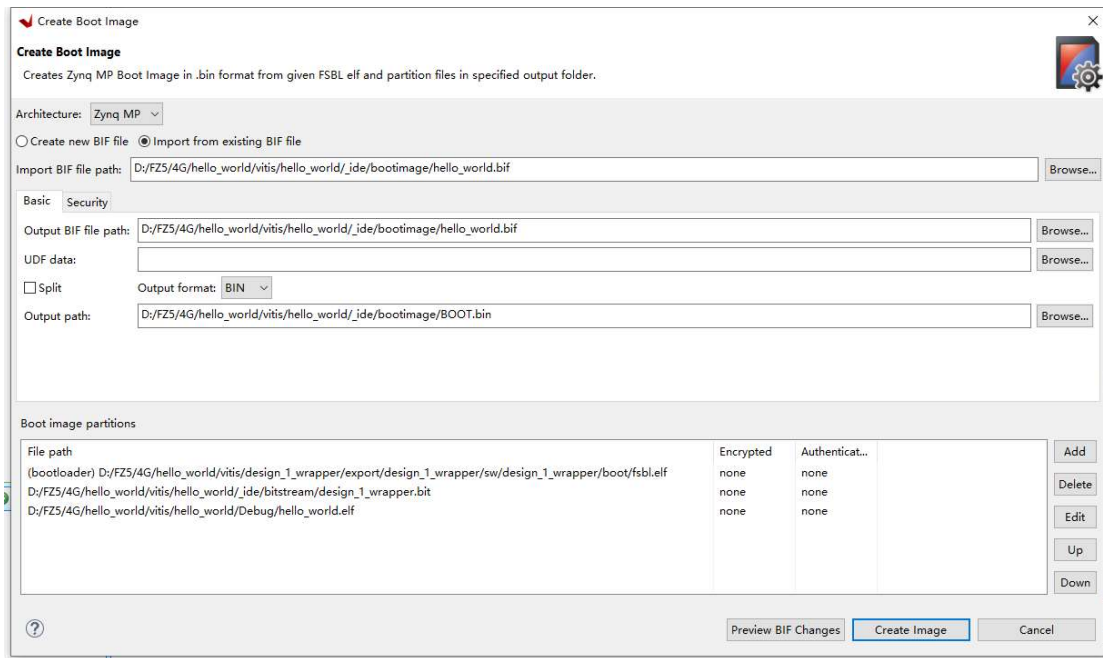 Create Boot Image
Create Boot Image
Creates Zynq MP Boot Image in .bin format from given FSBL elf and partition files in specified output folder.
Architecture: Zynq MP
Create new BIF file Import from existing BIF file
Import BIF file path: D:/FZ5/4G/hello_world/vitis/hello_world/_ide/bootimage/hello_world.bif Browse...
Basic Security
Output BIF file path: D:/FZ5/4G/hello_world/vitis/hello_world/_ide/bootimage/hello_world.bif Browse...
UDF data: Browse...
Split Output format: BIN
Output path: D:/FZ5/4G/hello_world/vitis/hello_world/_ide/bootimage/BOOT.bin Browse...
Boot image partitions
File path Encrypted Authenticat... Add
(bootloader) D:/FZ5/4G/hello_world/vitis/design_1_wrapper/export/design_1_wrapper/sw/design_1_wrapper/boot/fsbl.elf none none
D:/FZ5/4G/hello_world/vitis/hello_world/_ide/bitstream/design_1_wrapper.bit none none Delete
D:/FZ5/4G/hello_world/vitis/hello_world/Debug/hello_world.elf none none Edit
Up
Down
? Preview BIF Changes Create Image Cancel